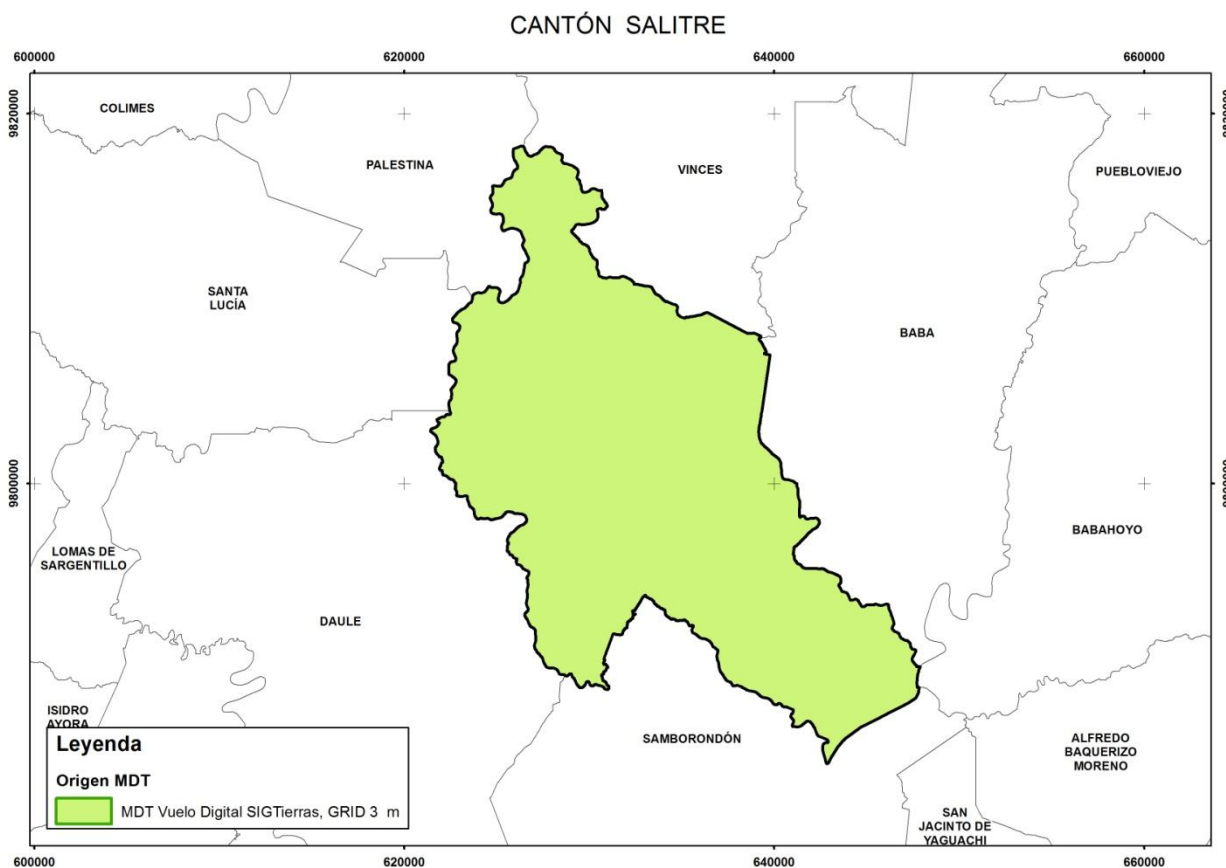 CANTÓN SALITRE
600000
620000
640000
660000
9820000
9820000
COLIMES
PALESTINA
VINCES
PUEBLOVIEJO
SANTA
LUCÍA
BABA
9800000
9800000
LOMAS DE
SARGENTILLO
BABAHOYO
DAULE
ISIDRO
AYORA
SAMBORONDÓN
ALFREDO
BAQUERIZO
MORENO
SAN
JACINTO DE
YAGUACHI
Leyenda
Origen MDT
MDT Vuelo Digital SIGTierras, GRID 3 m
600000
620000
640000
660000